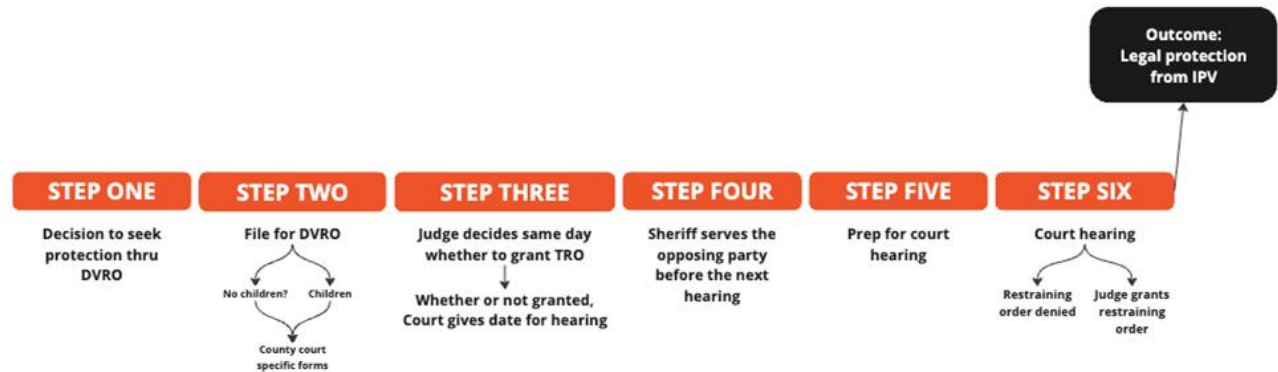 Outcome:
Legal protection
from IPV
STEP ONE
Decision to seek
protection thru
DVRO
STEP TWO
File for DVRO
No children?
Children
County court
specific forms
STEP THREE
Judge decides same day
whether to grant TRO
Whether or not granted,
Court gives date for hearing
STEP FOUR
Sheriff serves the
opposing party
before the next
hearing
STEP FIVE
Prep for court
hearing
STEP SIX
Court hearing
Restraining
order denied
Judge grants
restraining
order